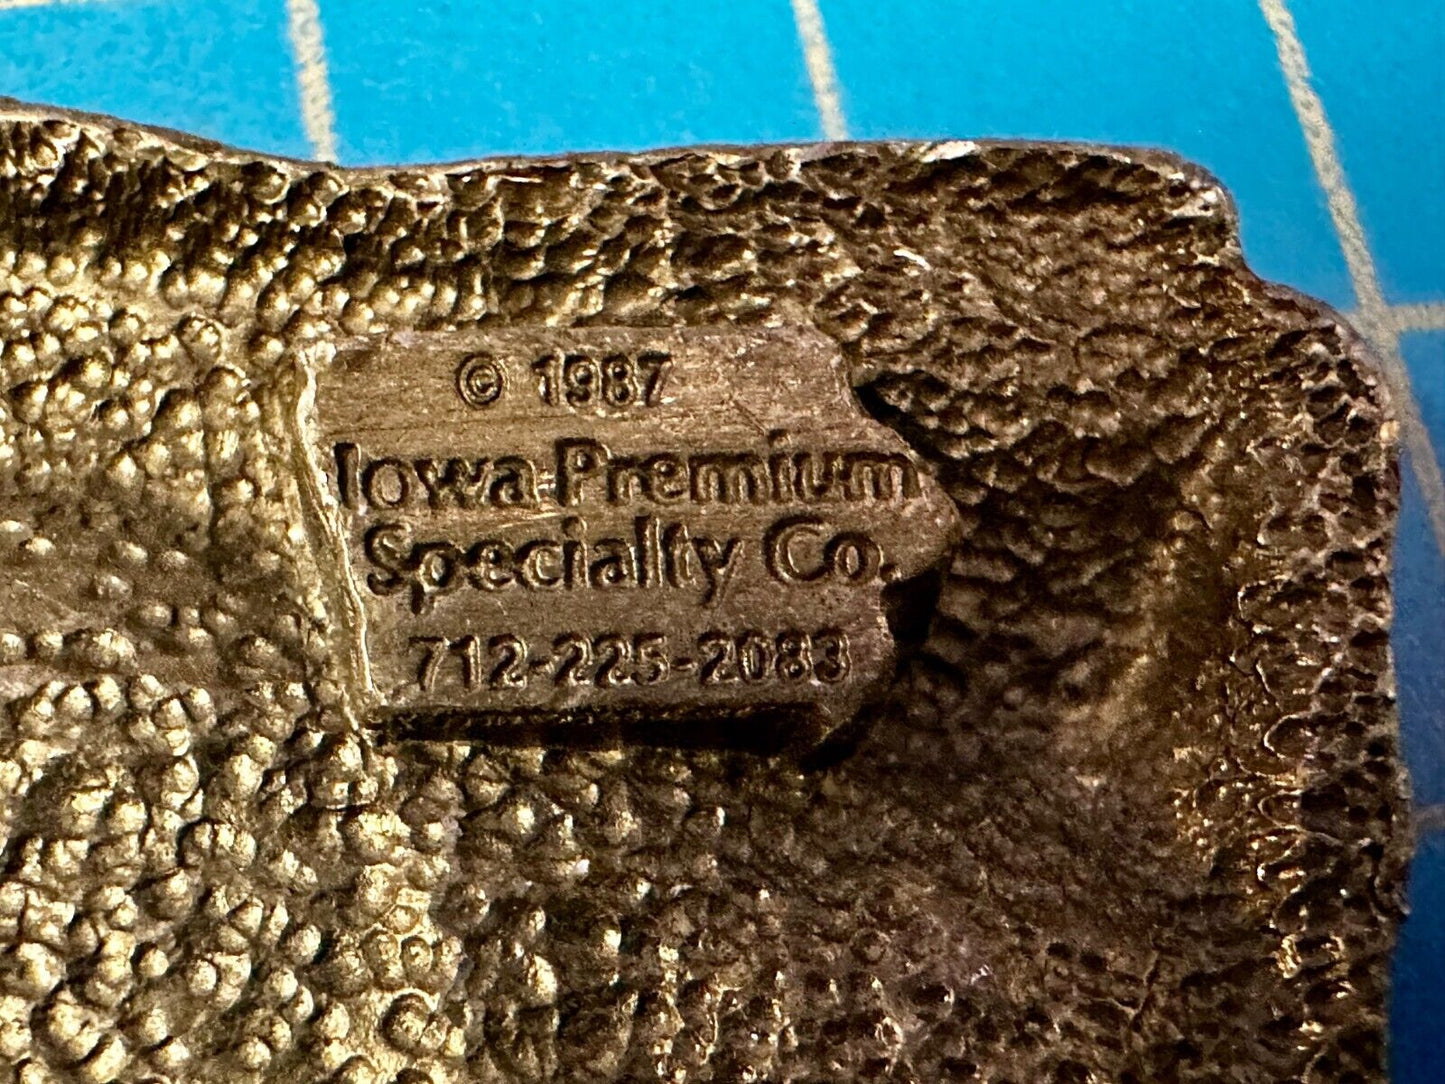 © 1987
Iowa Premium
Specialty Co.
712-225-2083